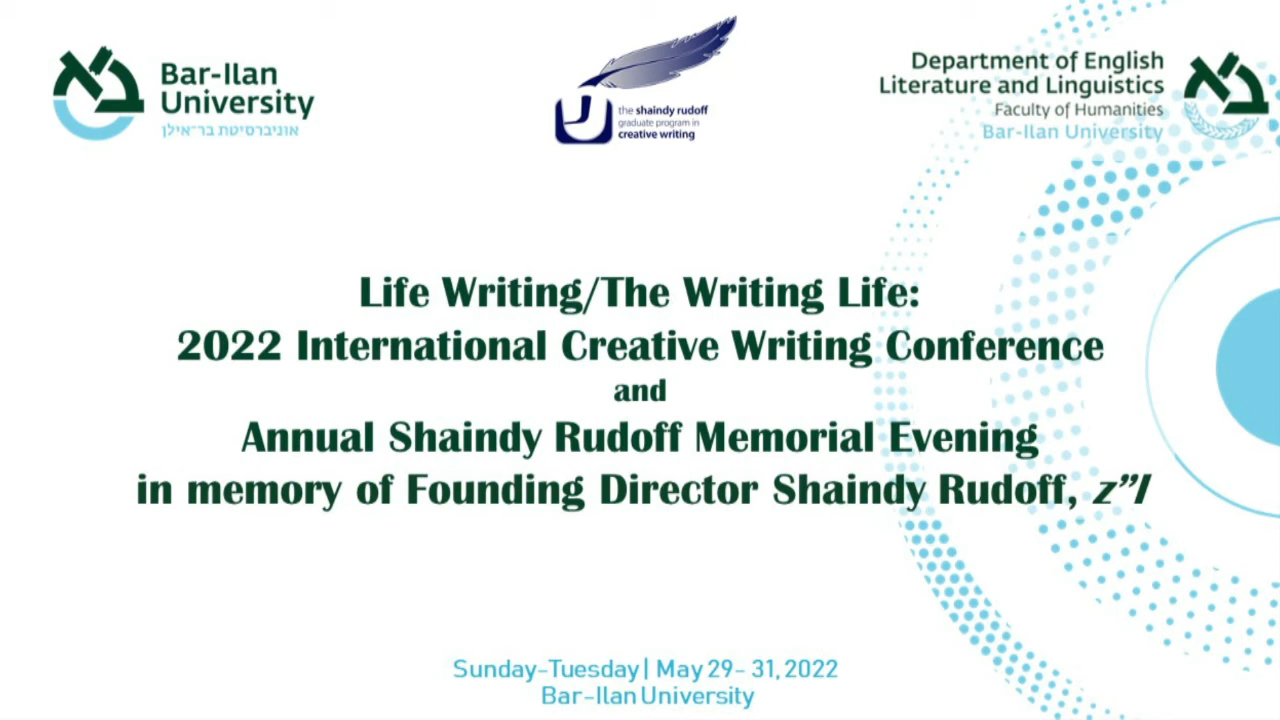 Bar-Ilan
University
אוניברסיטת בר־אילן
the shaindy rudoff
graduate program in
creative writing
Department of English
Literature and Linguistics
Faculty of Humanities
Bar-Ilan University
Life Writing/The Writing Life:
2022 International Creative Writing Conference
and
Annual Shaindy Rudoff Memorial Evening
in memory of Founding Director Shaindy Rudoff, z”l
Sunday-Tuesday| May 29- 31, 2022
Bar-Ilan University